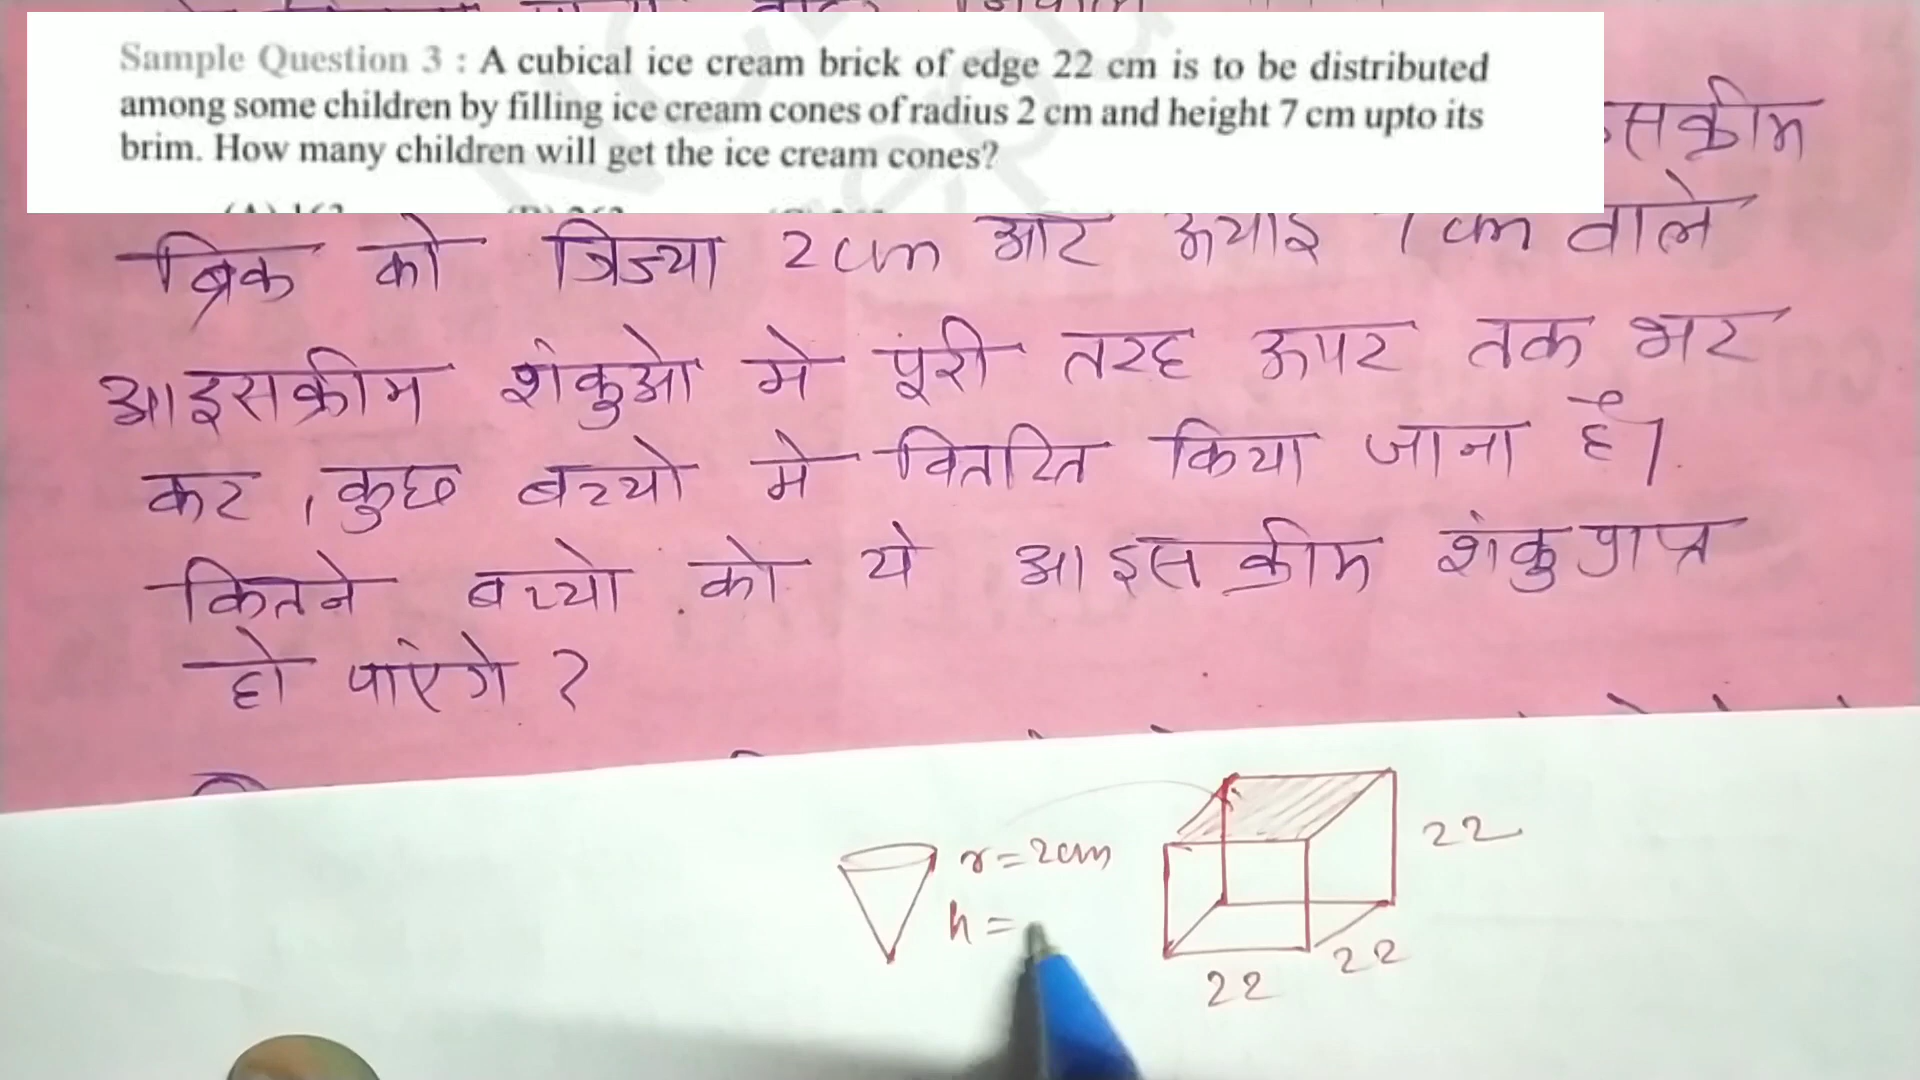 Sample Question 3 : A cubical ice cream brick of edge 22 cm is to be distributed
among some children by filling ice cream cones of radius 2 cm and height 7 cm upto its
brim. How many children will get the ice cream cones?
ब्रिक को त्रिज्या 2cm और ऊचाई 7 cm वाले
आइसक्रीम शंकुओ मे पूरी तरह ऊपर तक भर
कर , कुछ बच्चो मे वितरित किया जाना है।
कितने बच्चो को ये आइसक्रीम शंकु प्राप्त
हो पाएंगे ?
r=2cm
h=
22
22
22